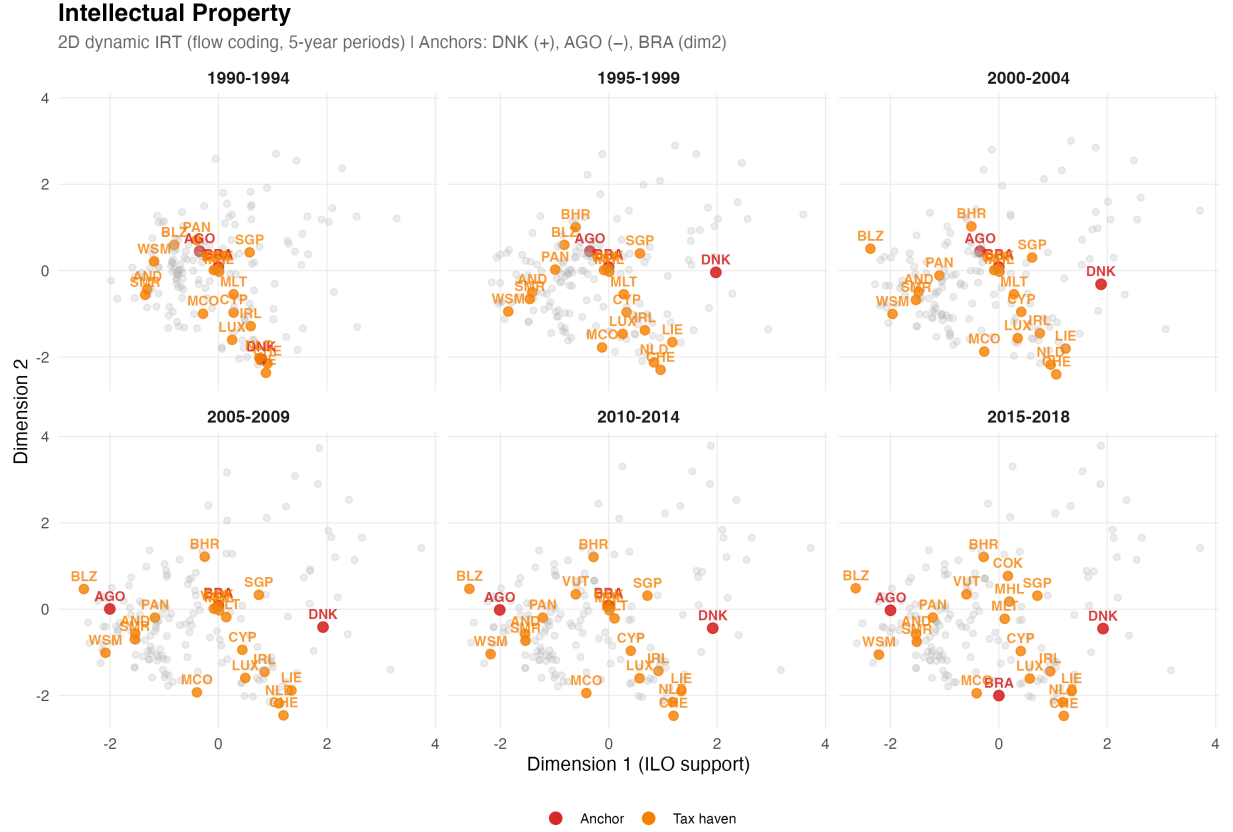 Intellectual Property
2D dynamic IRT (flow coding, 5-year periods) | Anchors: DNK (+), AGO (−), BRA (dim2)
1990-1994
1995-1999
2000-2004
4
2
0
-2
PAN
BLZ
AGO
SGP
WSM
BRA
AND
SMR
MLT
MCO
CYP
IRL
LUX
DNK
BHR
BLZ
AGO
SGP
PAN
BRA
DNK
AND
SMR
MLT
WSM
CYP
IRL
LUX
MCO
LIE
NLD
CHE
BHR
BLZ
AGO
SGP
PAN
DNK
AND
SMR
MLT
WSM
CYP
IRL
LUX
MCO
LIE
NLD
CHE
2005-2009
2010-2014
2015-2018
4
2
0
-2
BHR
BLZ
AGO
SGP
BRA
PAN
DNK
AND
SMR
WSM
CYP
IRL
LUX
MCO
LIE
NLD
CHE
BHR
BLZ
VUT
AGO
SGP
BRA
PAN
DNK
AND
SMR
WSM
CYP
IRL
LUX
MCO
LIE
NLD
CHE
BHR
COK
BLZ
VUT
AGO
MHL
SGP
PAN
MLT
DNK
AND
SMR
WSM
CYP
IRL
LUX
MCO
BRA
LIE
NLD
CHE
-2 0 2 4
-2 0 2 4
-2 0 2 4
Dimension 2
Dimension 1 (ILO support)
Anchor
Tax haven